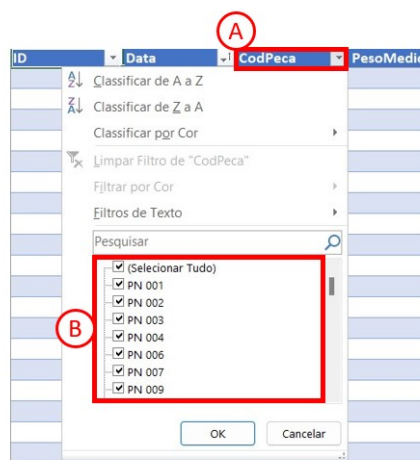 A
ID Data CodPeca PesoMedic
Classificar de A a Z
Classificar de Z a A
Classificar por Cor
Limpar Filtro de "CodPeca"
Filtrar por Cor
Filtros de Texto
Pesquisar
(Selecionar Tudo)
PN 001
PN 002
PN 003
B
PN 004
PN 006
PN 007
PN 009
OK Cancelar